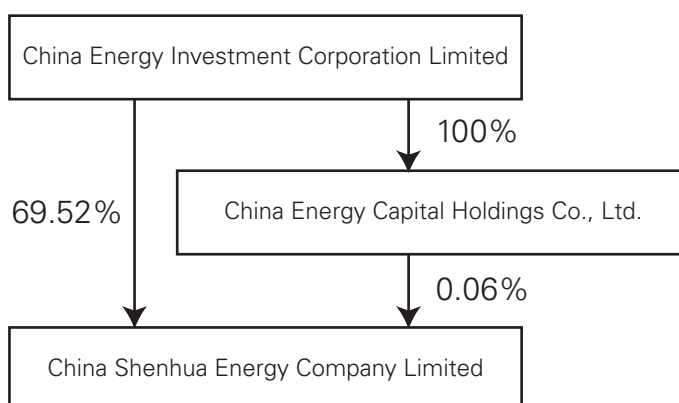 China Energy Investment Corporation Limited
100%
69.52%
China Energy Capital Holdings Co., Ltd.
0.06%
China Shenhua Energy Company Limited